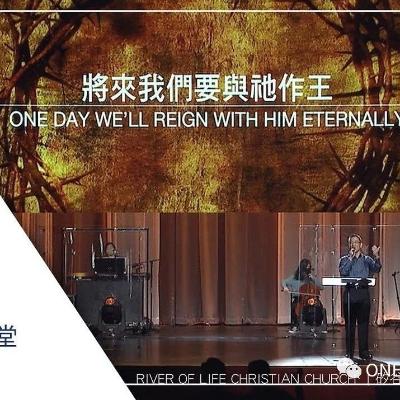 將來我們要與祂作王
ONE DAY WE'LL REIGN WITH HIM ETERNALLY
堂
RIVER OF LIFE CHRISTIAN CHURCH
ONE